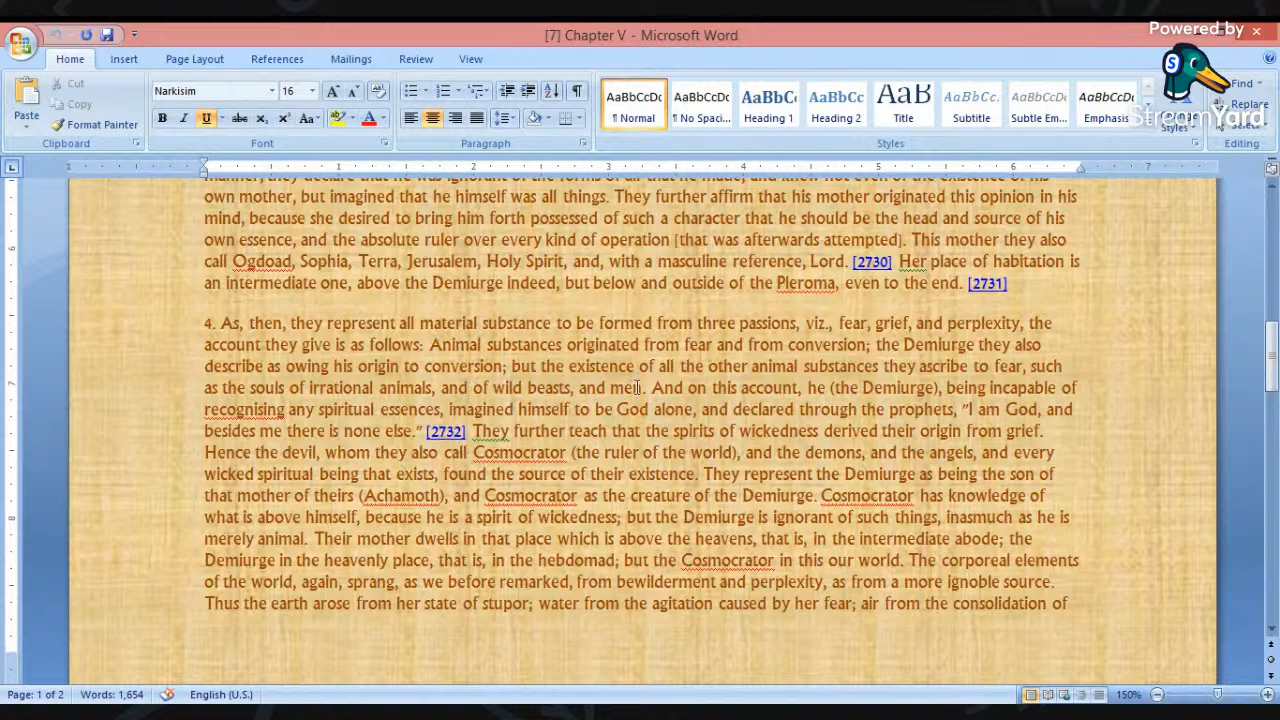 Powered by
StreamYard
[7] Chapter V - Microsoft Word
Home Insert Page Layout References Mailings Review View
Paste
Cut
Copy
Format Painter
Clipboard
Narkisim 16
Font
Paragraph
AaBbCcDc AaBbCcDc AaBbCc AaBbCc AaB AaBbCc. AaBbCcDc AaBbCcDc
¶ Normal ¶ No Spaci... Heading 1 Heading 2 Title Subtitle Subtle Em... Emphasis
Styles
Find
Replace
Select
Editing
own mother, but imagined that he himself was all things. They further affirm that his mother originated this opinion in his
mind, because she desired to bring him forth possessed of such a character that he should be the head and source of his
own essence, and the absolute ruler over every kind of operation [that was afterwards attempted]. This mother they also
call Ogdoad, Sophia, Terra, Jerusalem, Holy Spirit, and, with a masculine reference, Lord. [2730] Her place of habitation is
an intermediate one, above the Demiurge indeed, but below and outside of the Pleroma, even to the end. [2731]
4. As, then, they represent all material substance to be formed from three passions, viz., fear, grief, and perplexity, the
account they give is as follows: Animal substances originated from fear and from conversion; the Demiurge they also
describe as owing his origin to conversion; but the existence of all the other animal substances they ascribe to fear, such
as the souls of irrational animals, and of wild beasts, and men. And on this account, he (the Demiurge), being incapable of
recognising any spiritual essences, imagined himself to be God alone, and declared through the prophets, "I am God, and
besides me there is none else." [2732] They further teach that the spirits of wickedness derived their origin from grief.
Hence the devil, whom they also call Cosmocrator (the ruler of the world), and the demons, and the angels, and every
wicked spiritual being that exists, found the source of their existence. They represent the Demiurge as being the son of
that mother of theirs (Achamoth), and Cosmocrator as the creature of the Demiurge. Cosmocrator has knowledge of
what is above himself, because he is a spirit of wickedness; but the Demiurge is ignorant of such things, inasmuch as he is
merely animal. Their mother dwells in that place which is above the heavens, that is, in the intermediate abode; the
Demiurge in the heavenly place, that is, in the hebdomad; but the Cosmocrator in this our world. The corporeal elements
of the world, again, sprang, as we before remarked, from bewilderment and perplexity, as from a more ignoble source.
Thus the earth arose from her state of stupor; water from the agitation caused by her fear; air from the consolidation of
Page: 1 of 2 Words: 1,654 English (U.S.) 150%